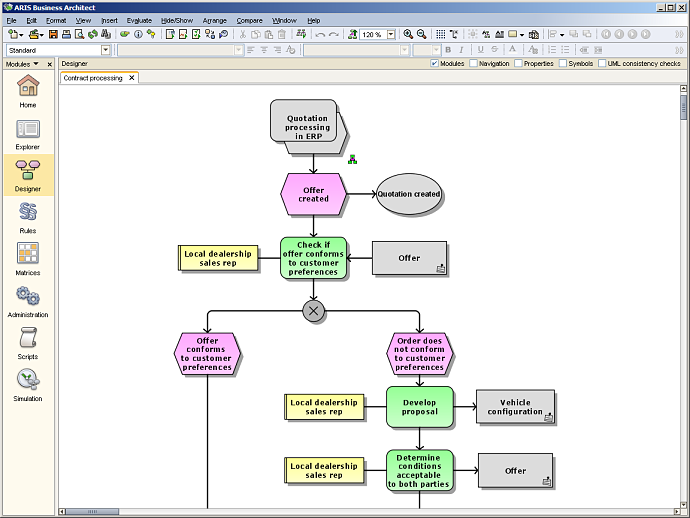 ARIS Business Architect
File Edit Format View Insert Evaluate Hide/Show Arrange Compare Window Help
120 %
Standard
B I U
Modules
Designer
Modules Navigation Properties Symbols UML consistency checks
Home
Explorer
Designer
Rules
Matrices
Administration
Scripts
Simulation
Contract processing
Quotation
processing
in ERP
Offer
created
Quotation created
Local dealership
sales rep
Check if
offer conforms
to customer
preferences
Offer
Offer
conforms
to customer
preferences
Order does
not conform
to customer
preferences
Local dealership
sales rep
Develop
proposal
Vehicle
configuration
Local dealership
sales rep
Determine
conditions
acceptable
to both parties
Offer